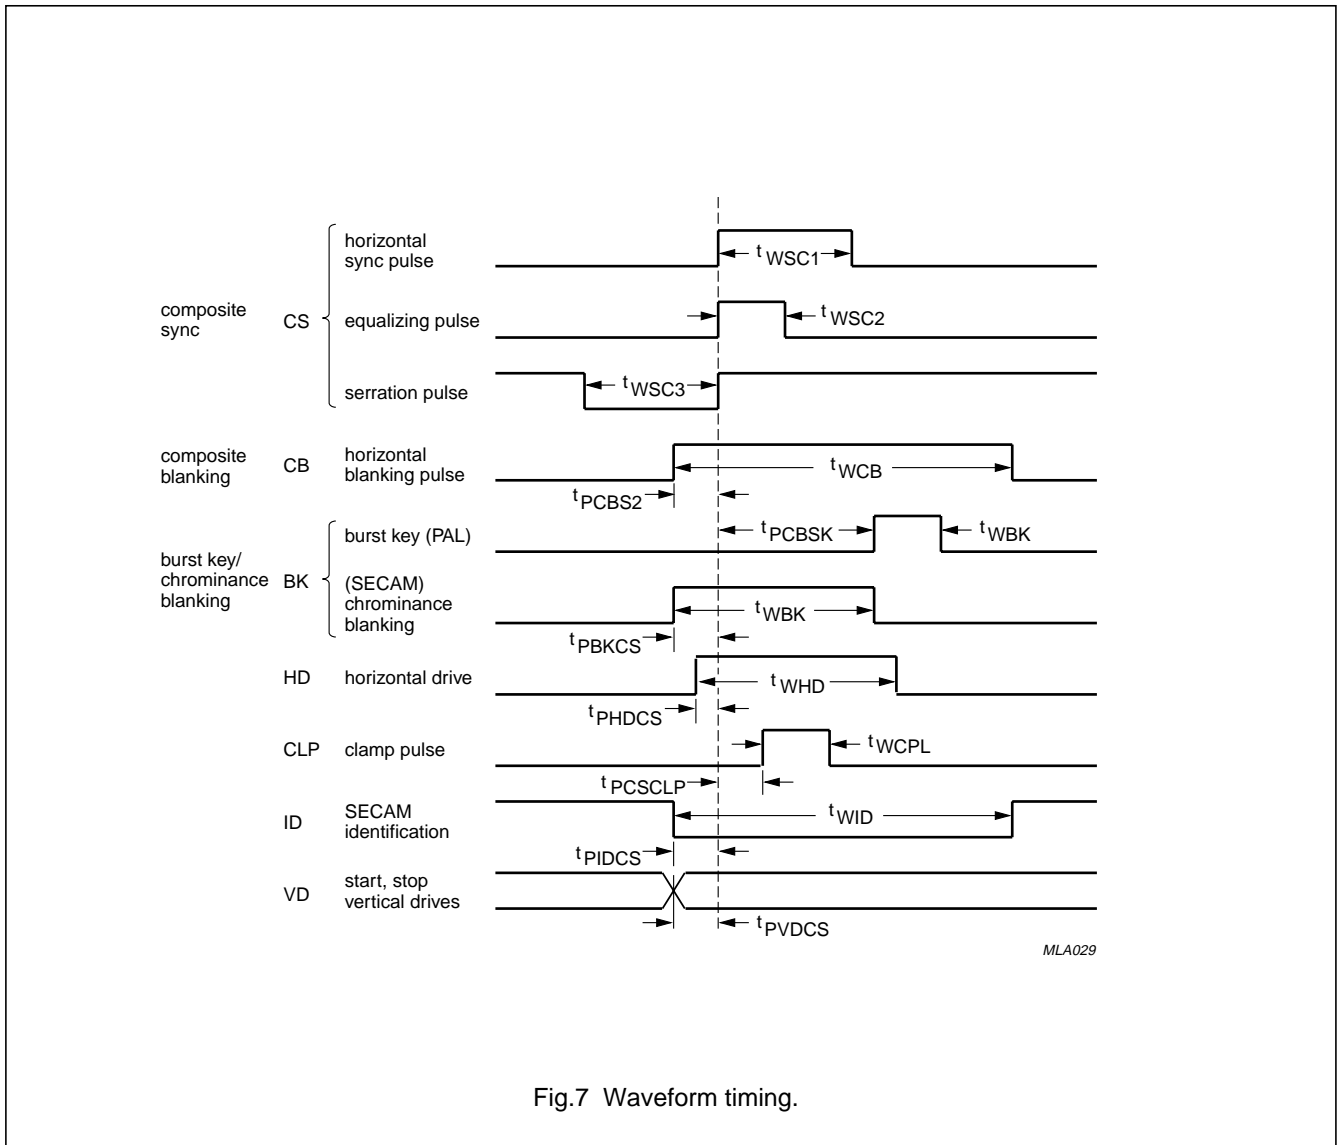 horizontal
sync pulse
tWSC1
composite
sync
CS
equalizing pulse
tWSC2
serration pulse
tWSC3
composite
blanking
CB
horizontal
blanking pulse
tWCB
tPCBS2
burst key/
chrominance
blanking
BK
burst key (PAL)
tPCBSK
tWBK
(SECAM)
chrominance
blanking
tWBK
tPBKCS
HD
horizontal drive
tWHD
tPHDCS
CLP
clamp pulse
tWCPL
tPCSCLP
ID
SECAM
identification
tWID
tPIDCS
VD
start, stop
vertical drives
tPVDCS
MLA029
Fig.7 Waveform timing.